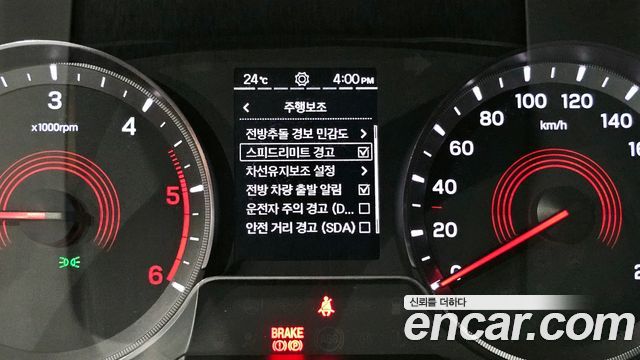 24°C 4:00PM
< 주행보조
전방추돌 경보 민감도 >
스피드리미트 경고
차선유지보조 설정 >
전방 차량 출발 알림
운전자 주의 경고 (D...
안전 거리 경고 (SDA)
3
x1000rpm
4
5
6
100 120
80 140
km/h
60 160
40
20
0
BRAKE
(P)
신뢰를 더하다
encar.com